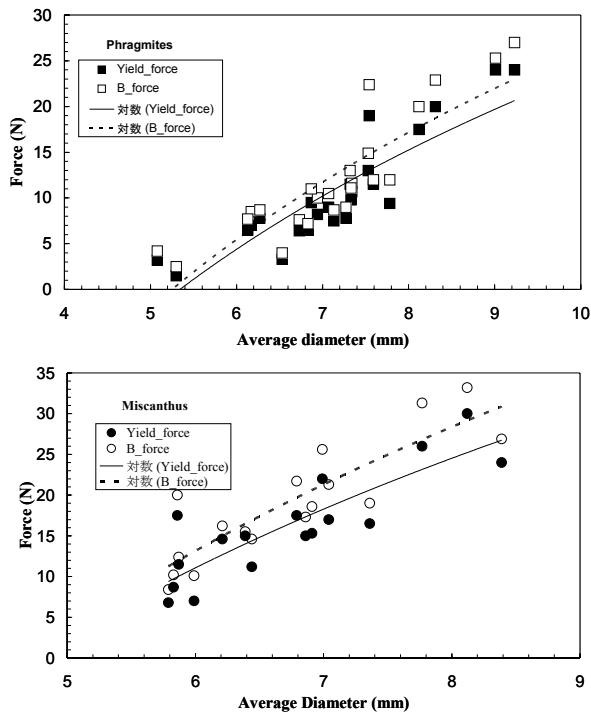 30
25
20
15
10
5
0
Force (N)
Phragmites
Yield_force
B_force
対数 (Yield_force)
対数 (B_force)
4 5 6 7 8 9 10
Average diameter (mm)
35
30
25
20
15
10
5
0
Force (N)
Miscanthus
Yield_force
B_force
対数 (Yield_force)
対数 (B_force)
5 6 7 8 9
Average Diameter (mm)